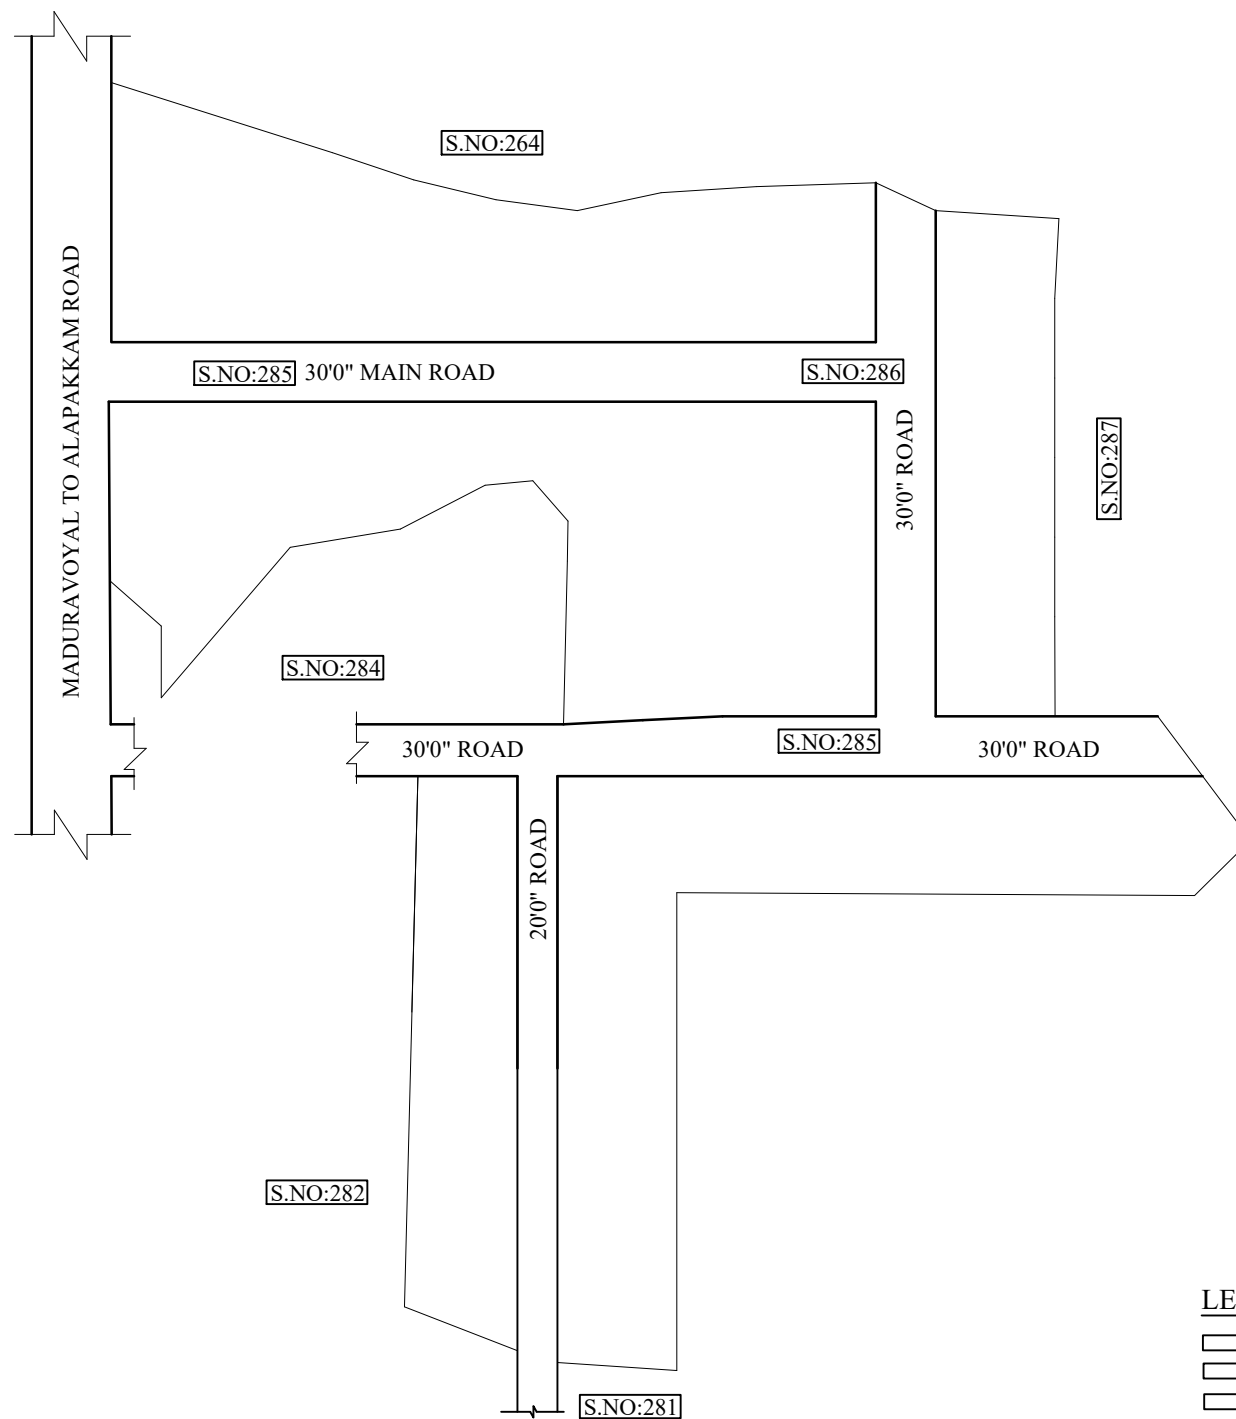 S.NO:264
MADURAVOYAL TO ALAPAKKAM ROAD
S.NO:285
30'0" MAIN ROAD
S.NO:286
30'0" ROAD
S.NO:287
S.NO:284
30'0" ROAD
S.NO:285
30'0" ROAD
20'0" ROAD
S.NO:282
LE
S.NO:281